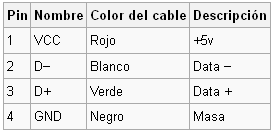 Pin Nombre Color del cable Descripción
1 VCC Rojo +5v
2 D− Blanco Data −
3 D+ Verde Data +
4 GND Negro Masa